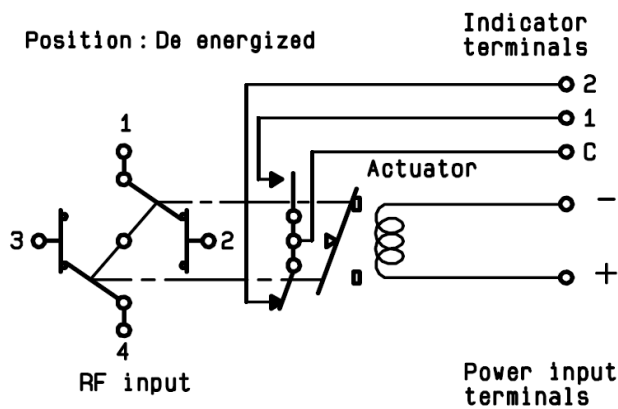 Position : De energized
Indicator
terminals
2
1
C
1
Actuator
-
3
2
+
4
RF input
Power input
terminals